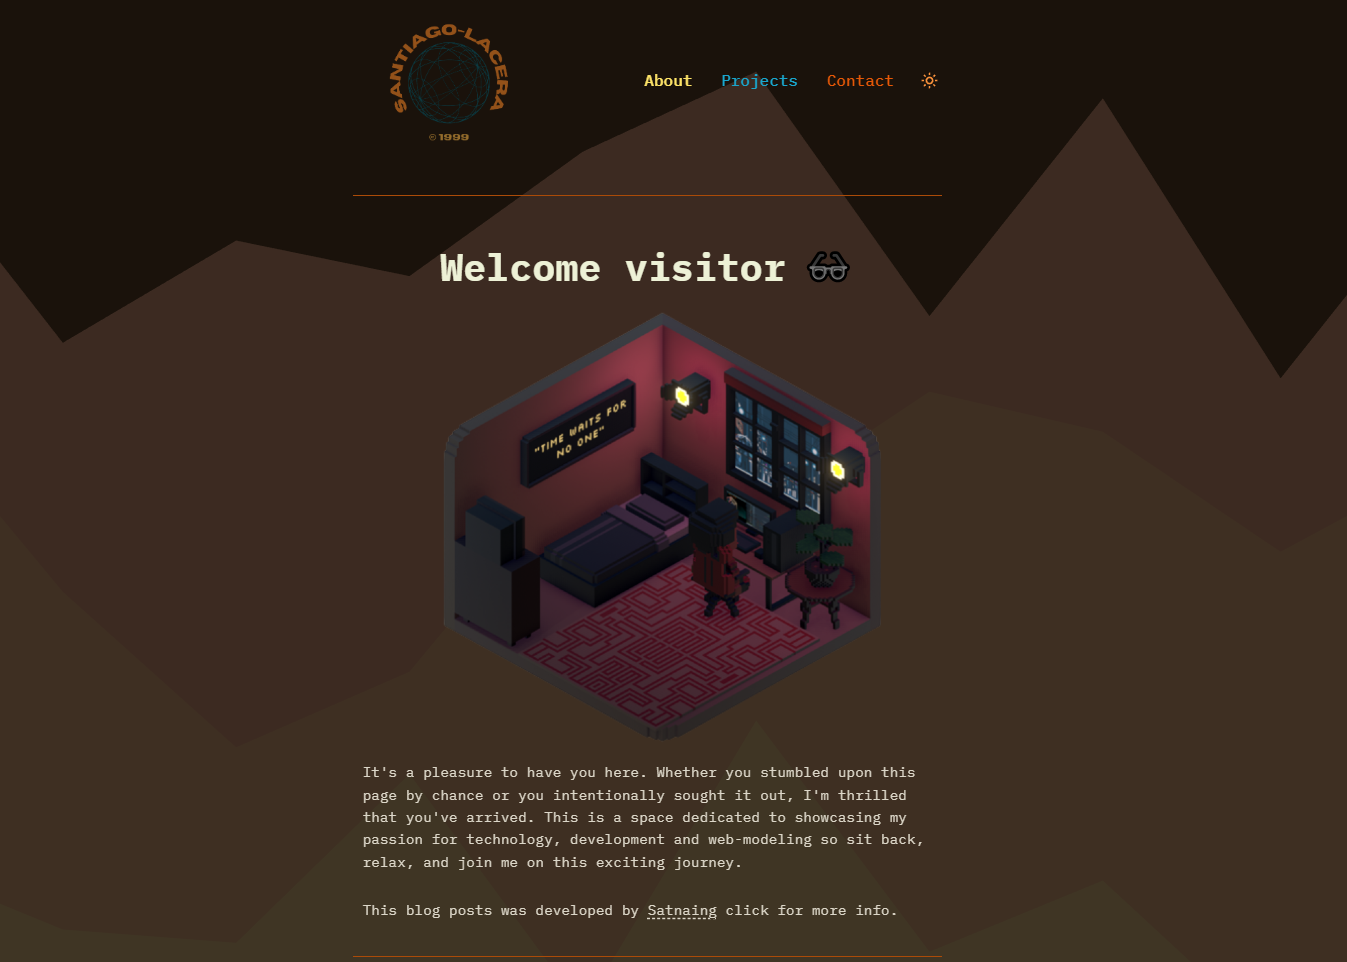 SANTIAGO-LACERA
© 1999
About Projects Contact
Welcome visitor
"TIME WAITS FOR
NO ONE"
It's a pleasure to have you here. Whether you stumbled upon this
page by chance or you intentionally sought it out, I'm thrilled
that you've arrived. This is a space dedicated to showcasing my
passion for technology, development and web-modeling so sit back,
relax, and join me on this exciting journey.
This blog posts was developed by Satnaing click for more info.